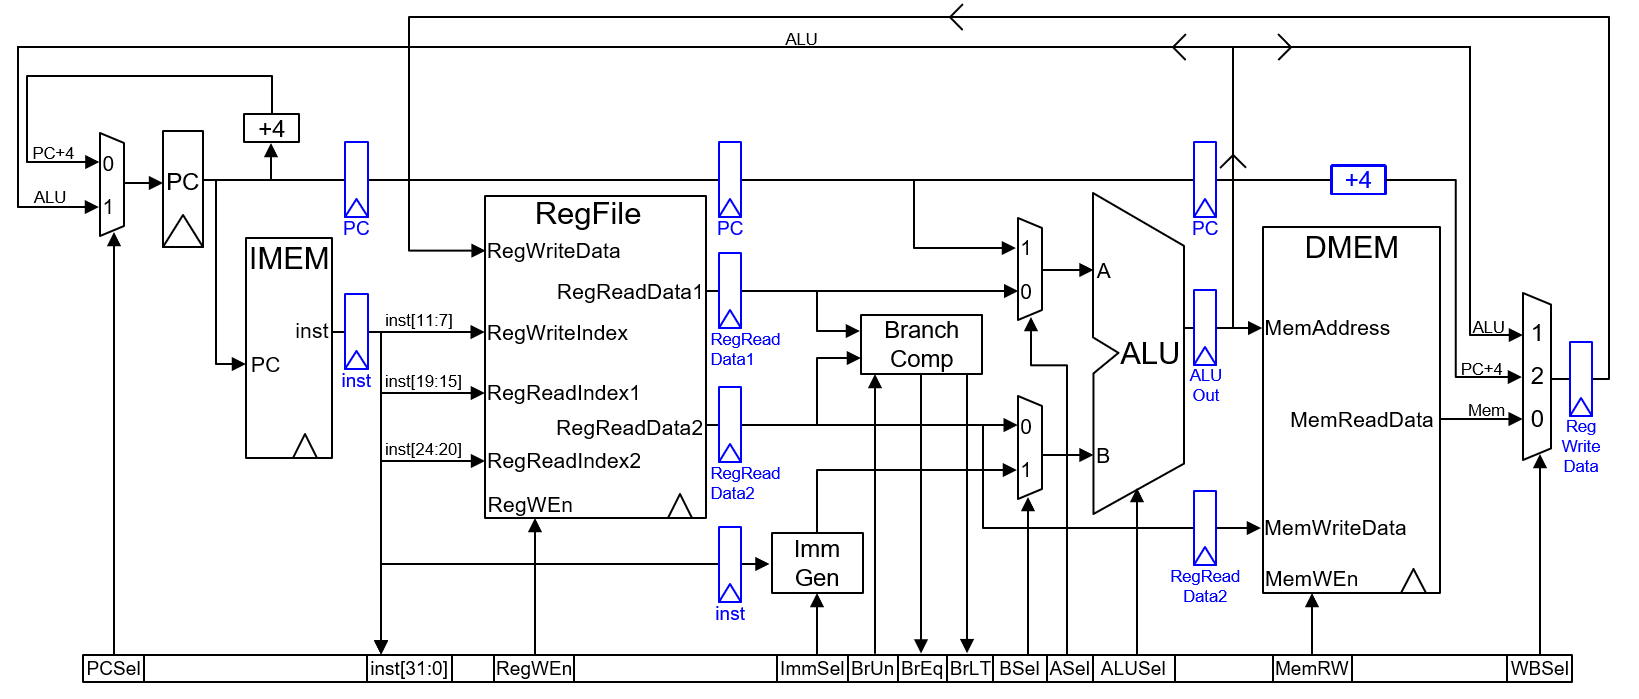 ALU
+4
PC+4
ALU
0
1
PC
PC
IMEM
inst
PC
inst
inst[11:7]
inst[19:15]
inst[24:20]
RegFile
RegWriteData
RegReadData1
RegWriteIndex
RegReadIndex1
RegReadData2
RegReadIndex2
RegWEn
PC
RegRead
Data1
RegRead
Data2
inst
Imm
Gen
Branch
Comp
1
0
0
1
A
B
ALU
PC
ALU
Out
RegRead
Data2
+4
DMEM
MemAddress
MemReadData
MemWriteData
MemWEn
ALU
PC+4
Mem
1
2
0
Reg
Write
Data
PCSel
inst[31:0]
RegWEn
ImmSel
BrUn
BrEq
BrLT
BSel
ASel
ALUSel
MemRW
WBSel